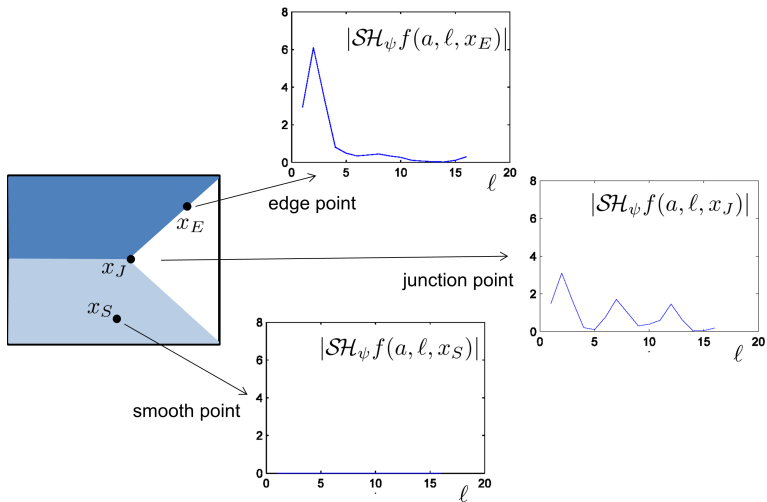 8
6
4
2
0
|𝒮ℋ_ψ f(a, ℓ, x_E)|
0 5 10 15 20
ℓ
edge point
x_E
x_J
x_S
8
6
4
2
0
|𝒮ℋ_ψ f(a, ℓ, x_J)|
0 5 10 15 20
ℓ
junction point
8
6
4
2
0
|𝒮ℋ_ψ f(a, ℓ, x_S)|
0 5 10 15 20
ℓ
smooth point